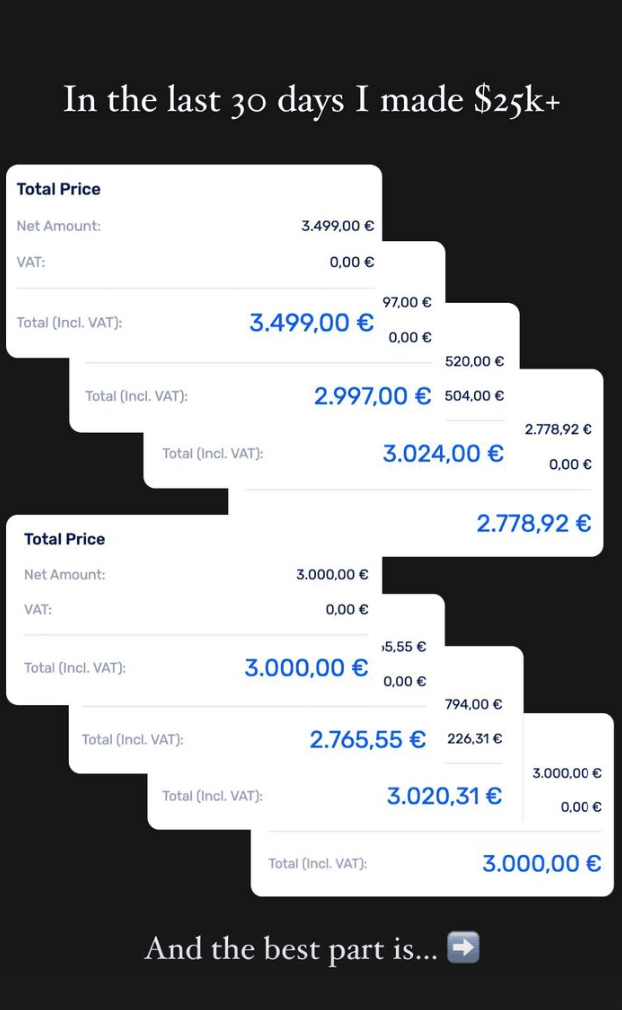 In the last 30 days I made $25k+
Total Price
Net Amount: 3.499,00 €
VAT: 0,00 €
Total (Incl. VAT): 3.499,00 €
97,00 €
0,00 €
Total (Incl. VAT): 2.997,00 €
520,00 €
504,00 €
Total (Incl. VAT): 3.024,00 €
2.778,92 €
0,00 €
2.778,92 €
Total Price
Net Amount: 3.000,00 €
VAT: 0,00 €
Total (Incl. VAT): 3.000,00 €
5,55 €
0,00 €
Total (Incl. VAT): 2.765,55 €
794,00 €
226,31 €
Total (Incl. VAT): 3.020,31 €
3.000,00 €
0,00 €
Total (Incl. VAT): 3.000,00 €
And the best part is... ➡️